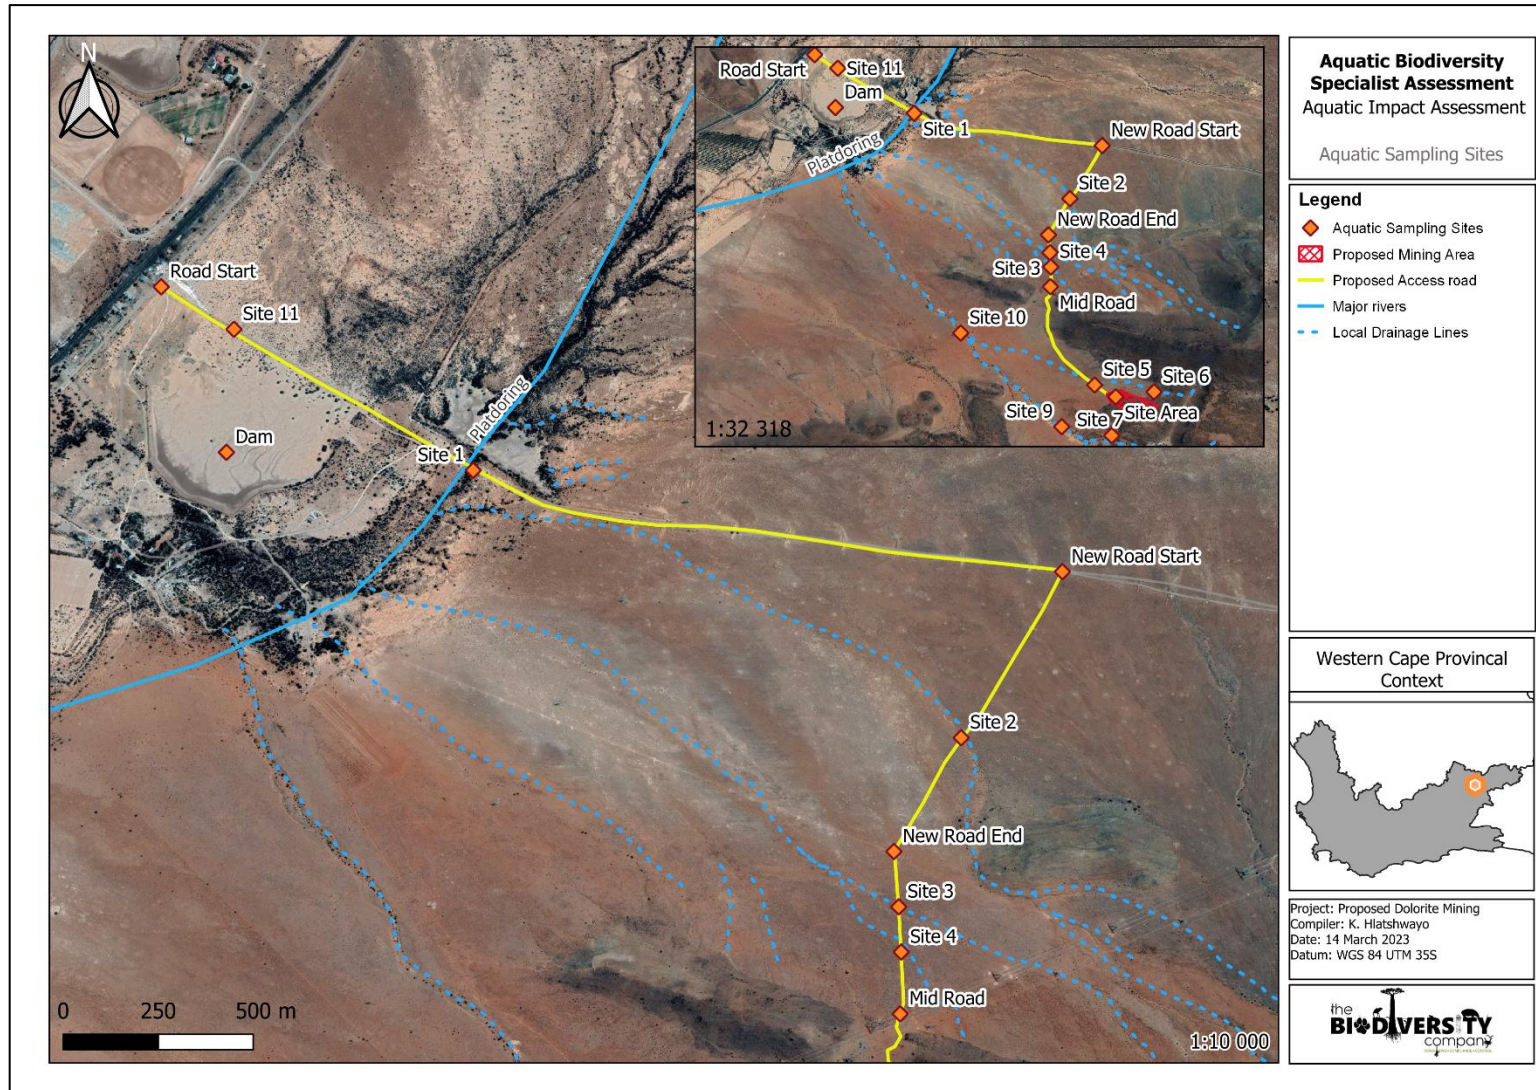 N
Road Start
Site 11
Dam
Platdoring
Site 1
New Road Start
Site 2
New Road End
Site 3
Site 4
Mid Road
0 250 500 m
1:10 000
Road Start
Site 11
Dam
Site 1
Platdoring
New Road Start
Site 2
New Road End
Site 4
Site 3
Mid Road
Site 10
Site 5
Site 6
Site 9
Site 7
Site Area
1:32 318
Aquatic Biodiversity
Specialist Assessment
Aquatic Impact Assessment
Aquatic Sampling Sites
Legend
Aquatic Sampling Sites
Proposed Mining Area
Proposed Access road
Major rivers
Local Drainage Lines
Western Cape Provincal
Context
Project: Proposed Dolorite Mining
Compiler: K. Hlatshwayo
Date: 14 March 2023
Datum: WGS 84 UTM 35S
the
BIODIVERSITY
company